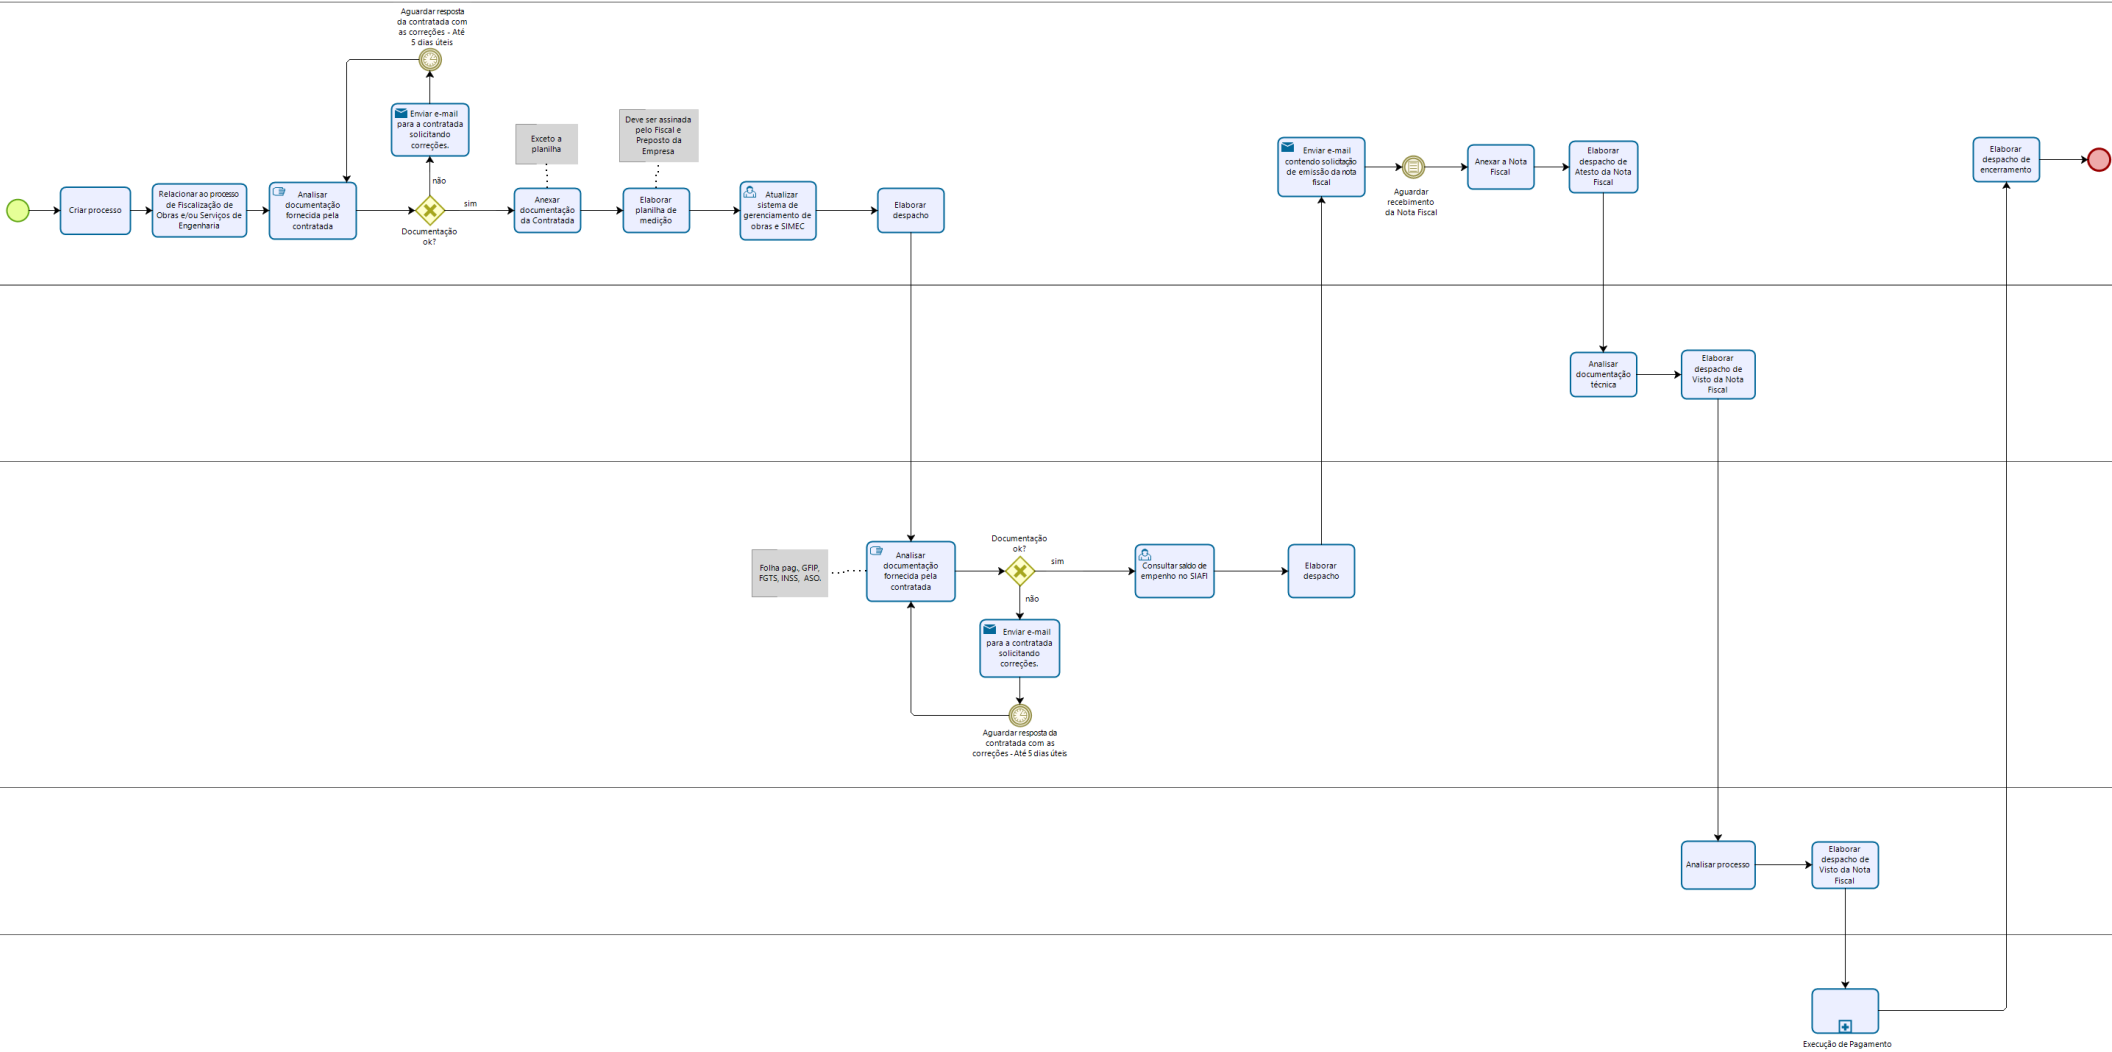 Aguardar resposta
da contratada com
as correções - Até
5 dias úteis
Enviar e-mail
para a contratada
solicitando
correções.
não
Exceto a
planilha
Deve ser assinada
pelo Fiscal e
Preposto da
Empresa
Criar processo
Relacionar ao processo
de Fiscalização de
Obras e/ou Serviços de
Engenharia
Analisar
documentação
fornecida pela
contratada
Documentação
ok?
sim
Anexar
documentação
da Contratada
Elaborar
planilha de
medição
Atualizar
sistema de
gerenciamento de
obras e SIMEC
Elaborar
despacho
Enviar e-mail
contendo solicitação
de emissão da nota
fiscal
Aguardar
recebimento
da Nota Fiscal
Anexar a Nota
Fiscal
Elaborar
despacho de
Atesto da Nota
Fiscal
Elaborar
despacho de
encerramento
Analisar
documentação
técnica
Elaborar
despacho de
Visto da Nota
Fiscal
Folha pag., GFIP,
FGTS, INSS, ASO.
Analisar
documentação
fornecida pela
contratada
Documentação
ok?
sim
não
Enviar e-mail
para a contratada
solicitando
correções.
Aguardar resposta da
contratada com as
correções - Até 5 dias úteis
Consultar saldo de
empenho no SIAFI
Elaborar
despacho
Analisar processo
Elaborar
despacho de
Visto da Nota
Fiscal
Execução de Pagamento